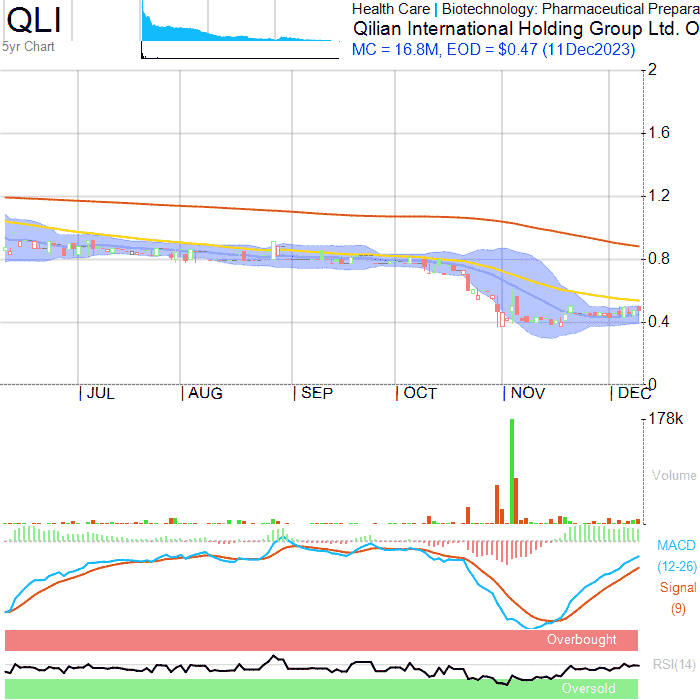 QLI
5yr Chart
Health Care | Biotechnology: Pharmaceutical Prepara
Qilian International Holding Group Ltd. O
MC = 16.8M, EOD = $0.47 (11Dec2023)
2
1.6
1.2
0.8
0.4
0
JUL AUG SEP OCT NOV DEC
178k
Volume
MACD
(12-26)
Signal
(9)
Overbought
RSI(14)
Oversold